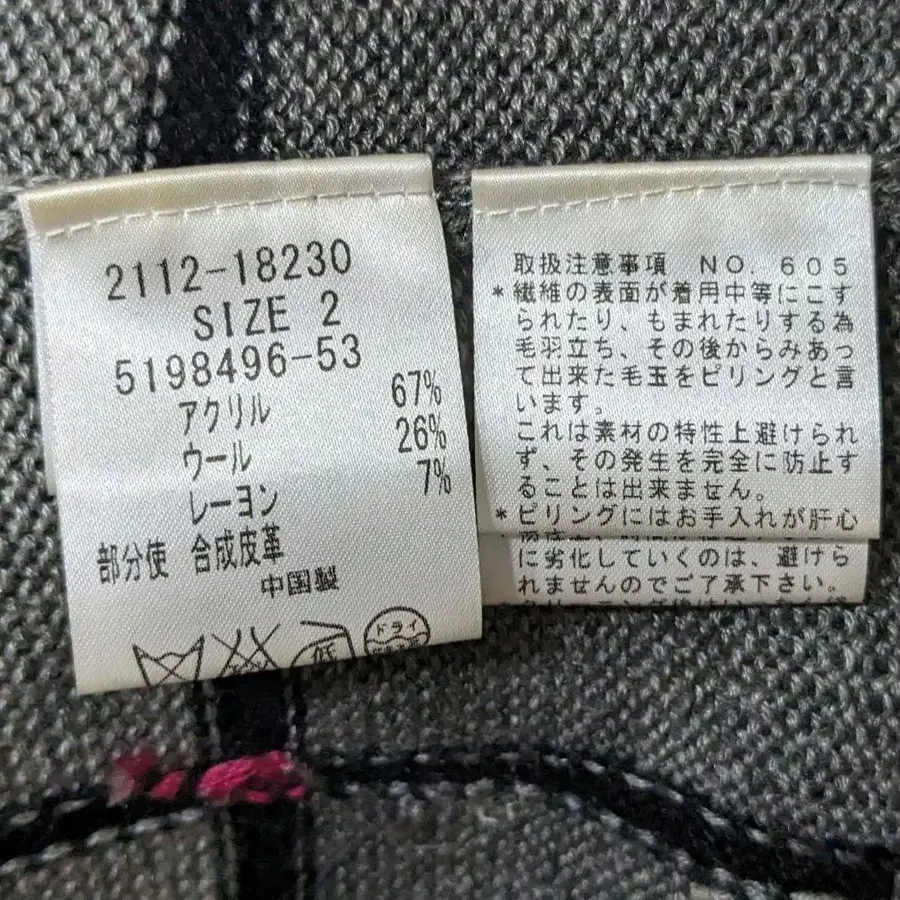 2112-18230
SIZE 2
5198496-53
アクリル 67%
ウール 26%
レーヨン 7%
部分使 合成皮革
中国製
低
ドライ
取扱注意事項 NO. 605
*繊維の表面が着用中等にこす
られたり、もまれたりする為
毛羽立ち、その後からみあっ
て出来た毛玉をピリングと言
います。
これは素材の特性上避けられ
ず、その発生を完全に防止す
ることは出来ません。
*ピリングにはお手入れが肝心
に劣化していくのは、避けら
れませんのでご了承下さい。